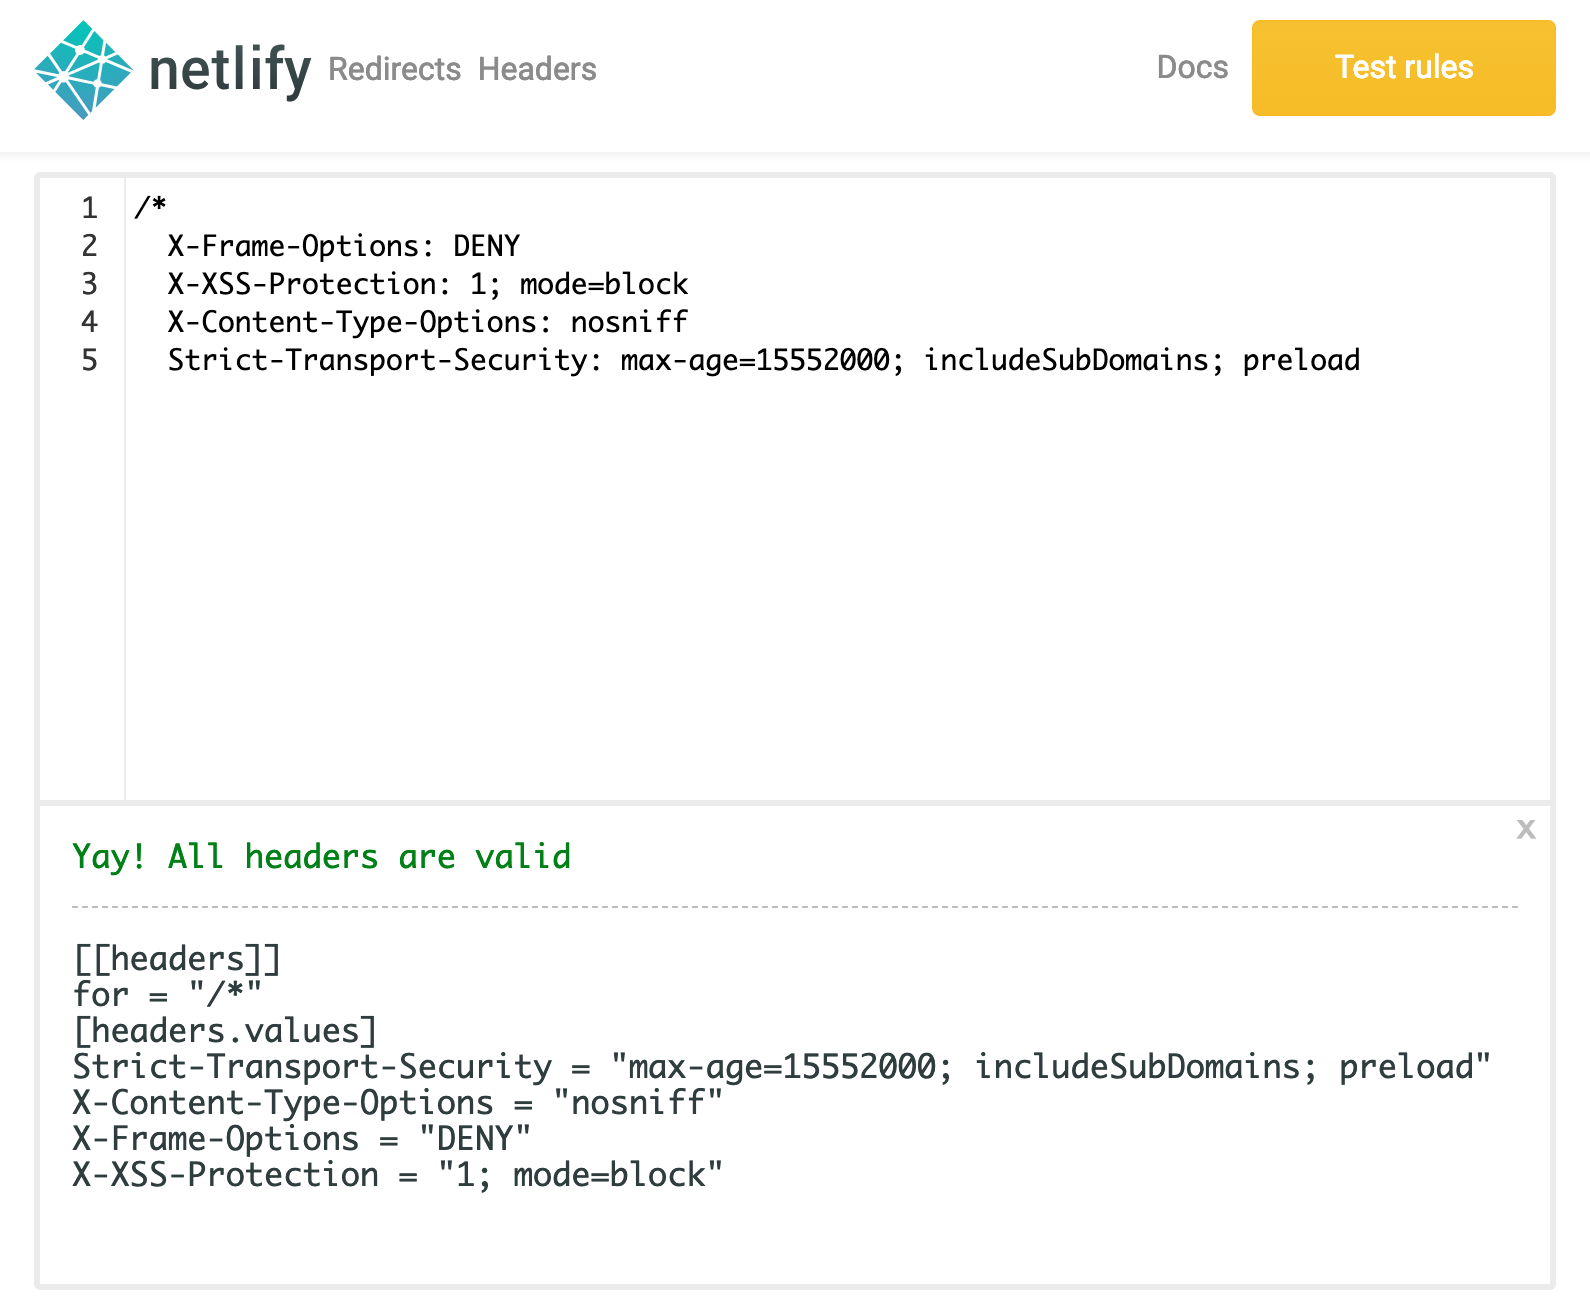 netlify Redirects Headers Docs Test rules
1 /*
2 X-Frame-Options: DENY
3 X-XSS-Protection: 1; mode=block
4 X-Content-Type-Options: nosniff
5 Strict-Transport-Security: max-age=15552000; includeSubDomains; preload
x
Yay! All headers are valid
[[headers]]
for = "/*"
[headers.values]
Strict-Transport-Security = "max-age=15552000; includeSubDomains; preload"
X-Content-Type-Options = "nosniff"
X-Frame-Options = "DENY"
X-XSS-Protection = "1; mode=block"